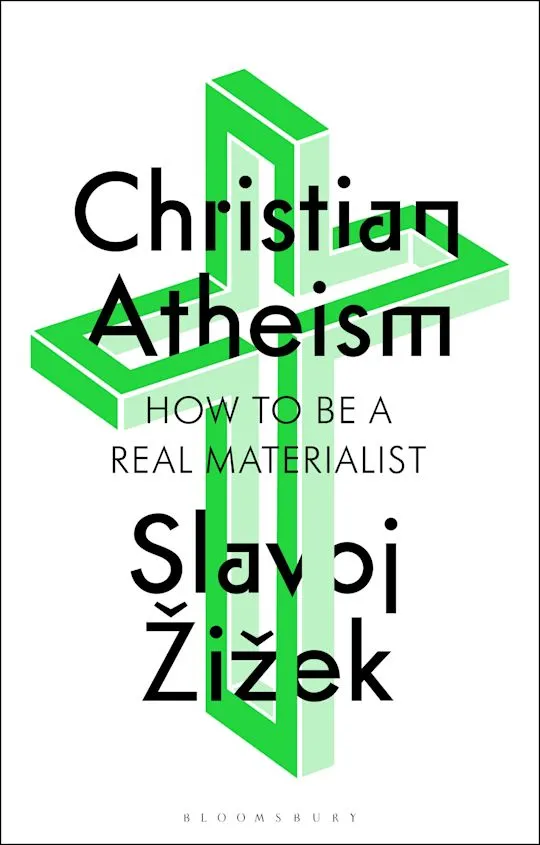 Christian
Atheism
HOW TO BE A
REAL MATERIALIST
Slavoj
Žižek
BLOOMSBURY